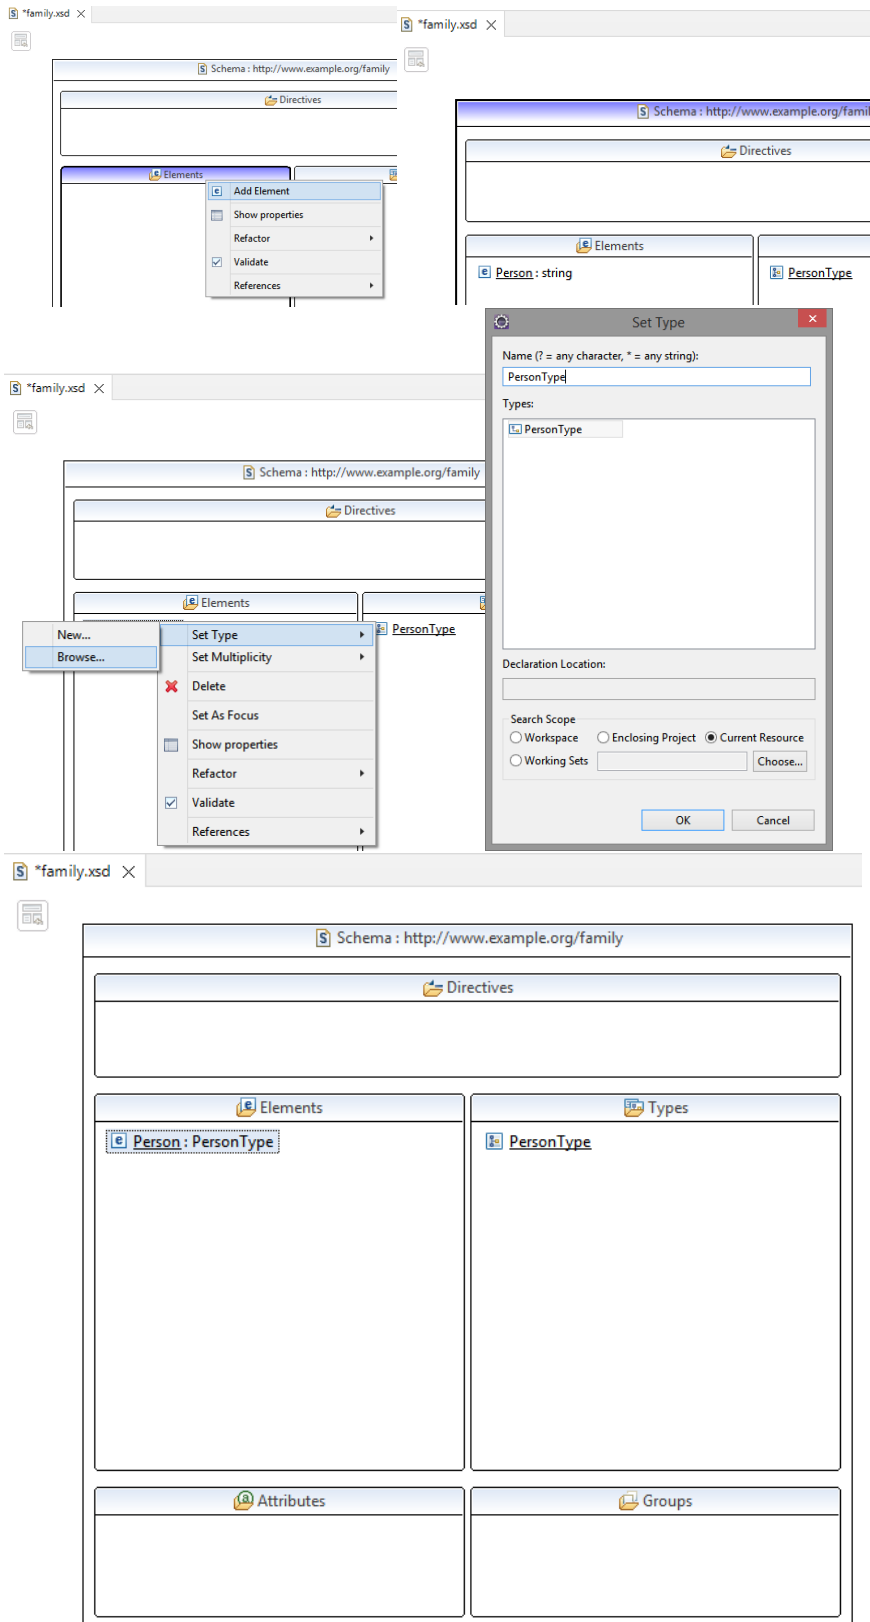 *family.xsd
Schema : http://www.example.org/family
Directives
Elements
Add Element
Show properties
Refactor
Validate
References
*family.xsd
Schema : http://www.example.org/famil
Directives
Elements
Person : string
PersonType
*family.xsd
Schema : http://www.example.org/family
Directives
Elements
PersonType
New...
Browse...
Set Type
Set Multiplicity
Delete
Set As Focus
Show properties
Refactor
Validate
References
Set Type
Name (? = any character, * = any string):
PersonType
Types:
PersonType
Declaration Location:
Search Scope
Workspace Enclosing Project Current Resource
Working Sets Choose...
OK Cancel
*family.xsd
Schema : http://www.example.org/family
Directives
Elements Types
Person : PersonType PersonType
Attributes Groups